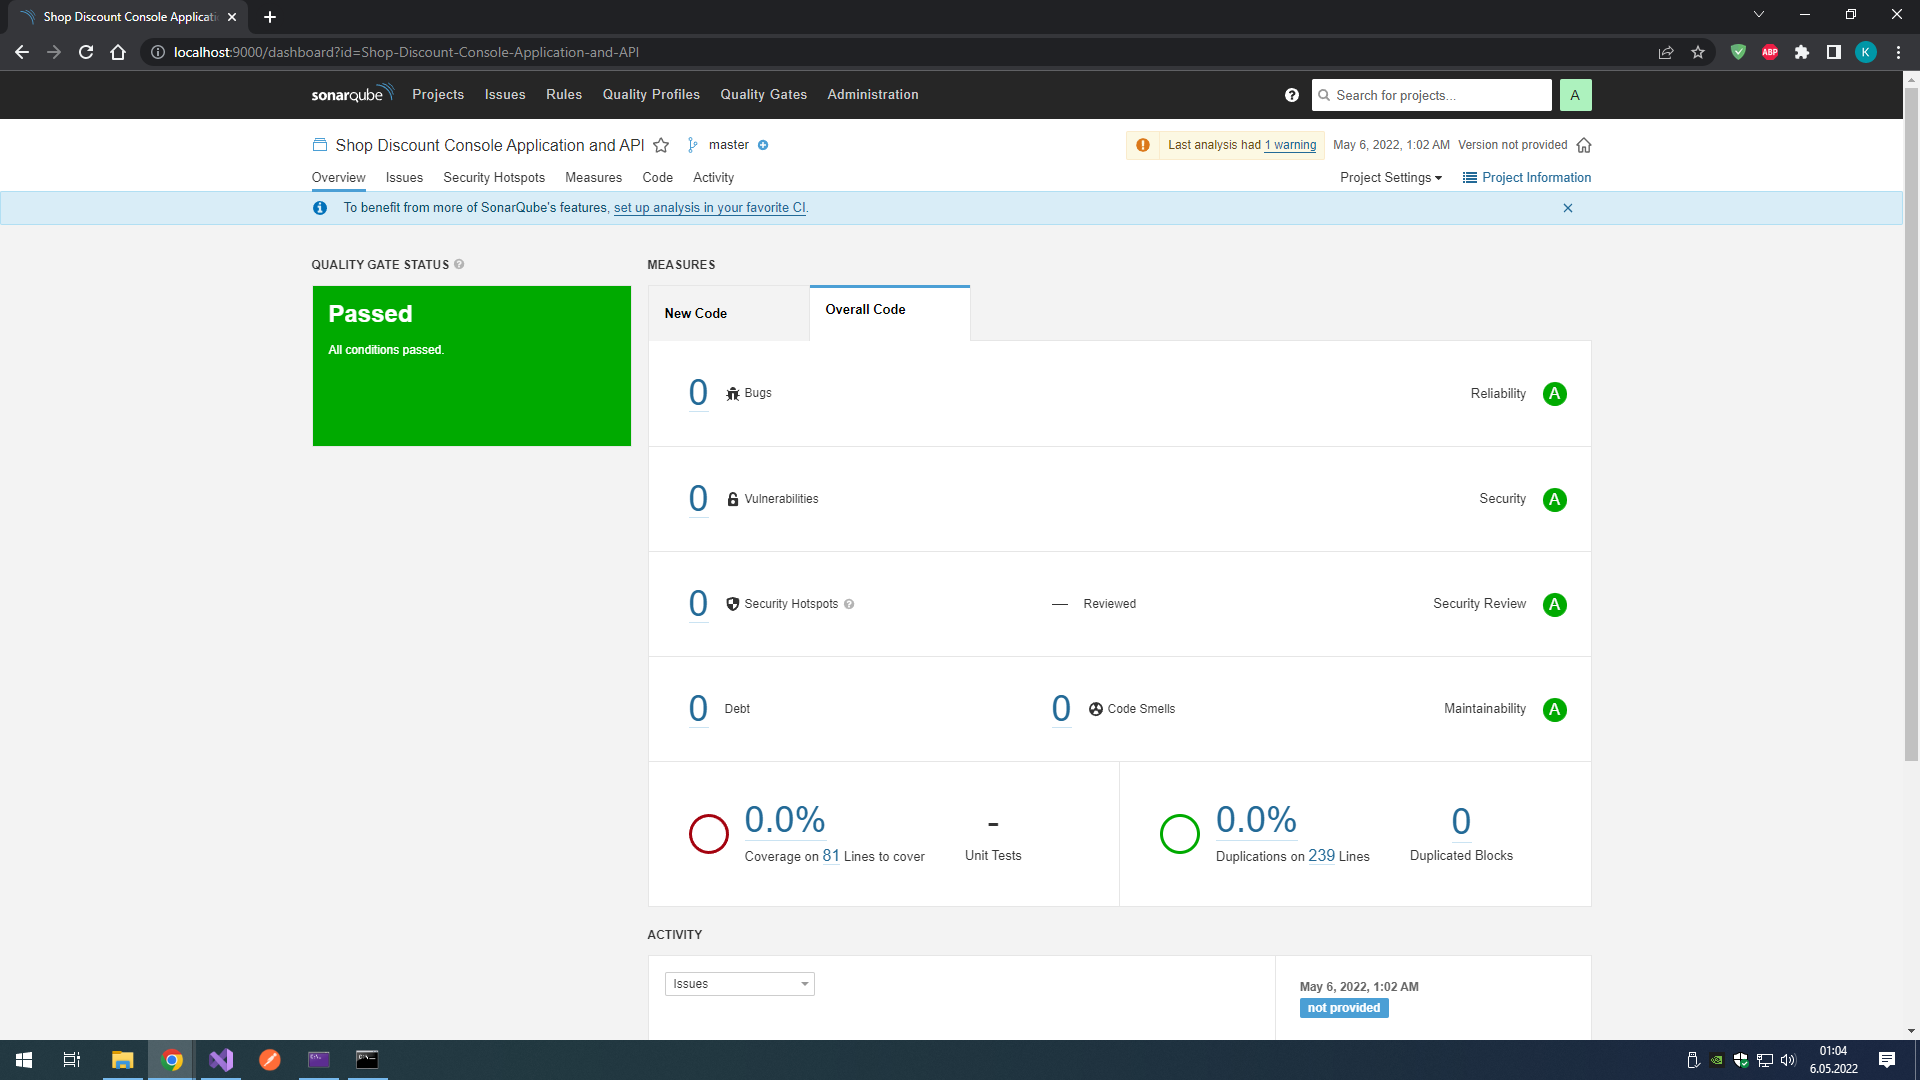 Shop Discount Console Applicati
localhost:9000/dashboard?id=Shop-Discount-Console-Application-and-API
ABP
K
sonarqube Projects Issues Rules Quality Profiles Quality Gates Administration
Search for projects...
A
Shop Discount Console Application and API
master
Last analysis had 1 warning
May 6, 2022, 1:02 AM Version not provided
Overview Issues Security Hotspots Measures Code Activity
Project Settings
Project Information
To benefit from more of SonarQube's features, set up analysis in your favorite CI.
QUALITY GATE STATUS
Passed
All conditions passed.
MEASURES
New Code
Overall Code
0 Bugs
Reliability A
0 Vulnerabilities
Security A
0 Security Hotspots
— Reviewed
Security Review A
0 Debt
0 Code Smells
Maintainability A
0.0%
Coverage on 81 Lines to cover
-
Unit Tests
0.0%
Duplications on 239 Lines
0
Duplicated Blocks
ACTIVITY
Issues
May 6, 2022, 1:02 AM
not provided
01:04
6.05.2022